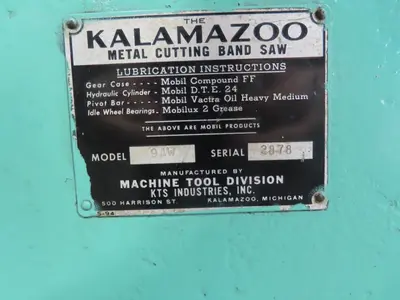 THE
KALAMAZOO
METAL CUTTING BAND SAW
LUBRICATION INSTRUCTIONS
Gear Case ---- Mobil Compound FF
Hydraulic Cylinder - Mobil D.T.E. 24
Pivot Bar ---- Mobil Vactra Oil Heavy Medium
Idle Wheel Bearings. Mobilux 2 Grease
THE ABOVE ARE MOBIL PRODUCTS
MODEL 9AW SERIAL 2878
MANUFACTURED BY
MACHINE TOOL DIVISION
KTS INDUSTRIES, INC.
500 HARRISON ST. KALAMAZOO, MICHIGAN